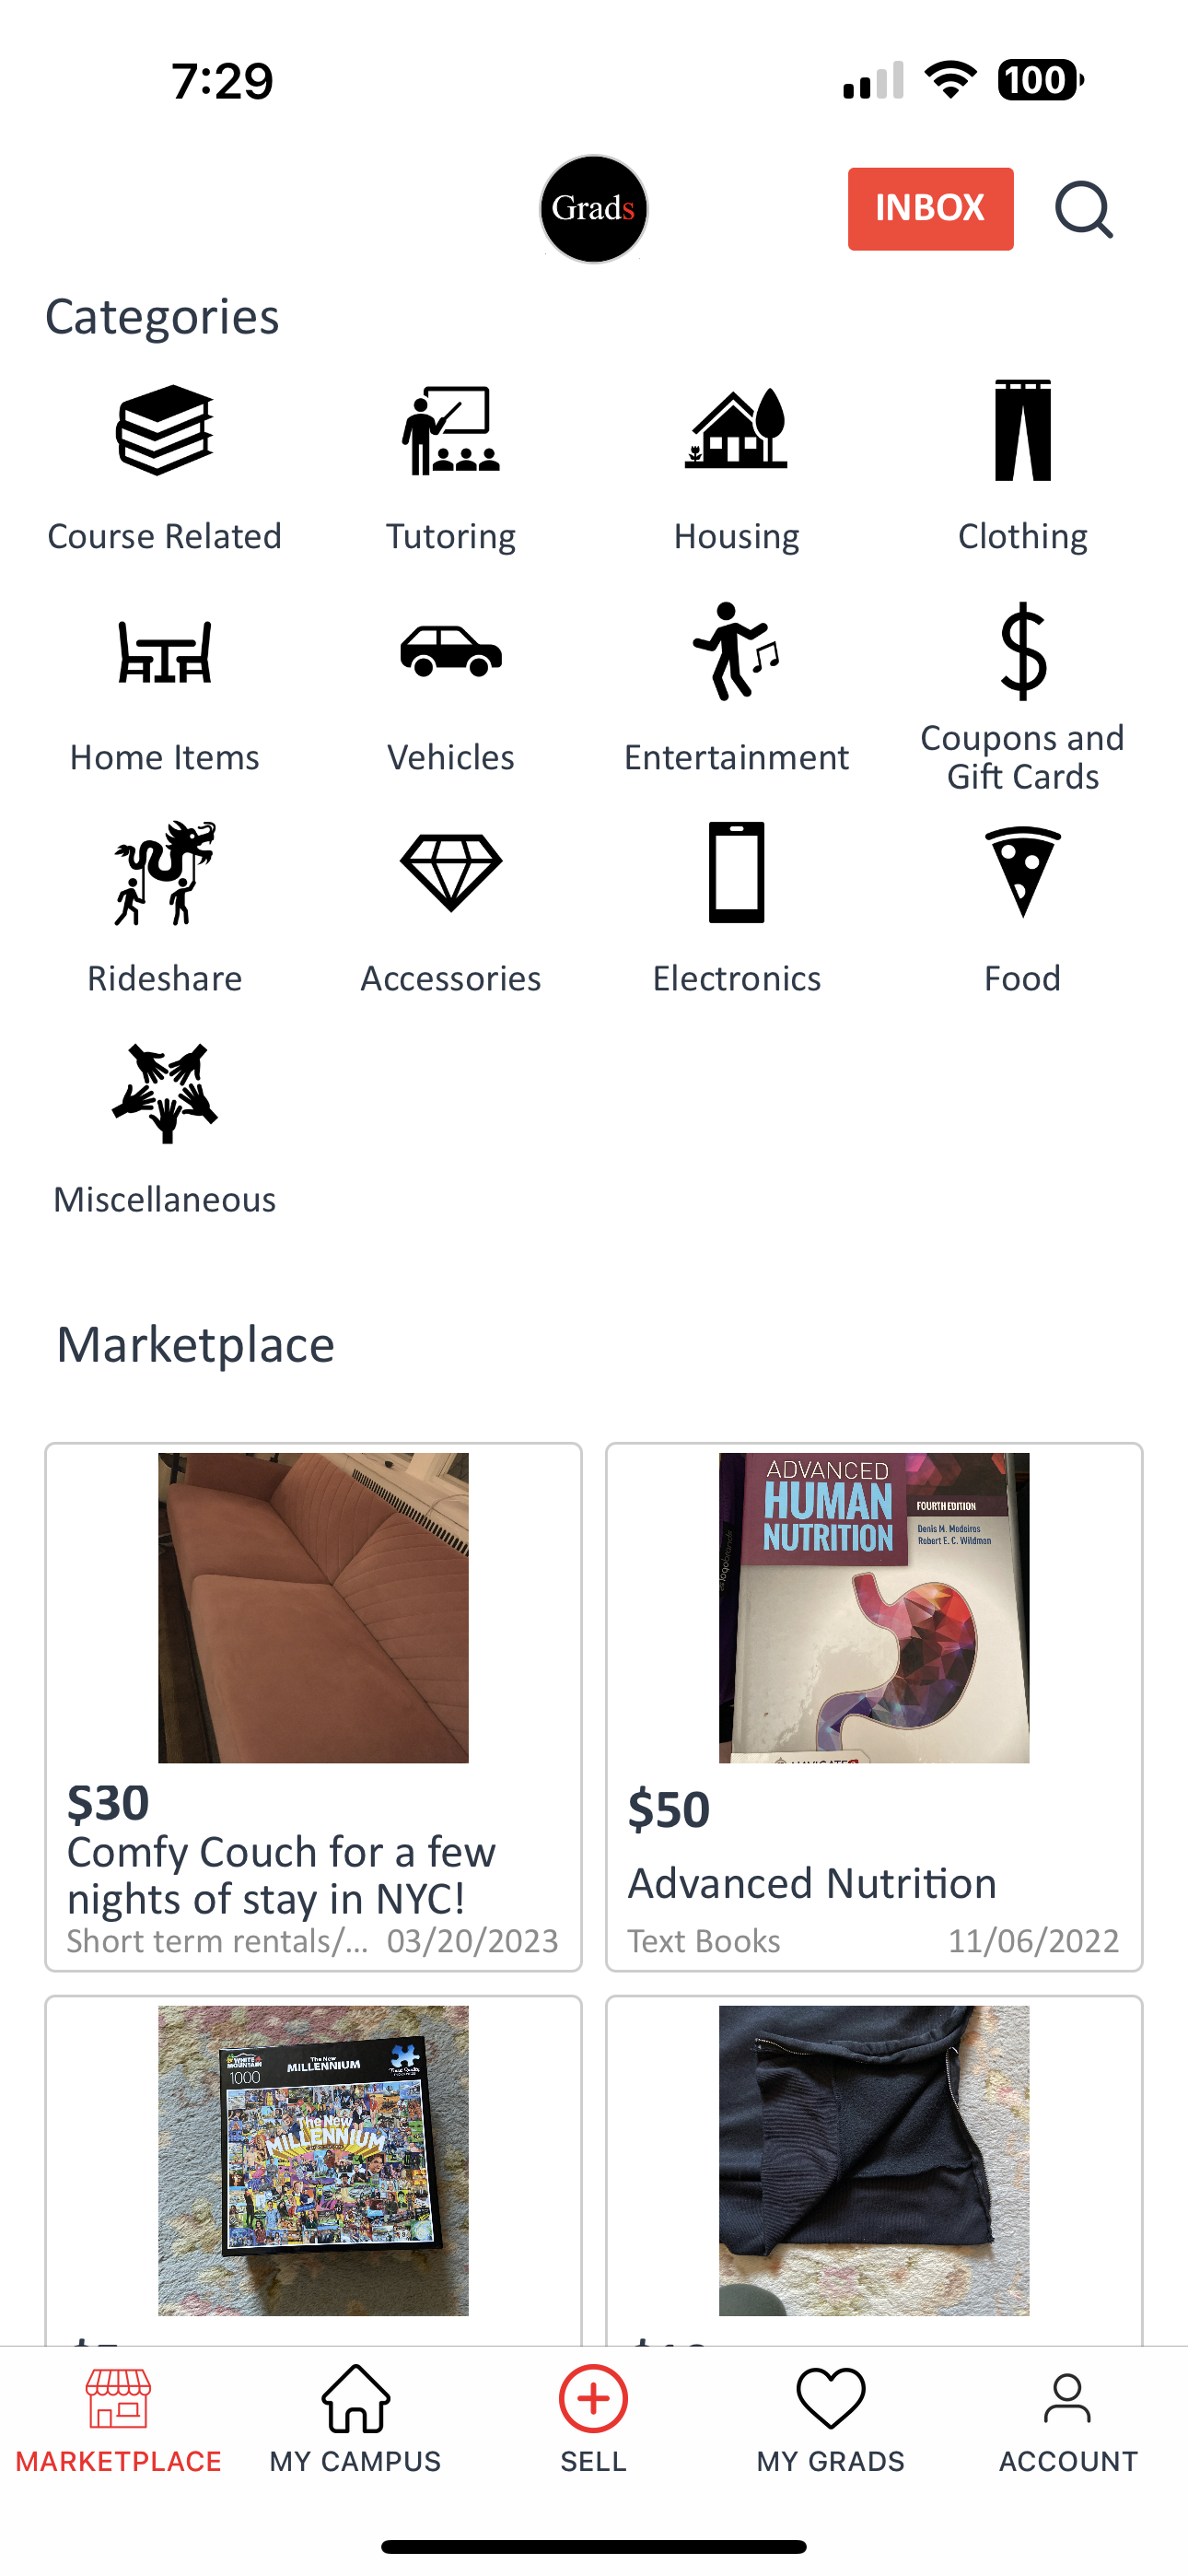 7:29
100
Grads
INBOX
Categories
Course Related
Tutoring
Housing
Clothing
Home Items
Vehicles
Entertainment
Coupons and
Gift Cards
Rideshare
Accessories
Electronics
Food
Miscellaneous
Marketplace
ADVANCED
HUMAN
NUTRITION
FOURTH EDITION
Denis M. Medeiros
Robert E. C. Wildman
$30
Comfy Couch for a few
nights of stay in NYC!
Short term rentals/... 03/20/2023
$50
Advanced Nutrition
Text Books 11/06/2022
WHITE
MOUNTAIN
1000
The New
MILLENNIUM
The New
MILLENNIUM
MARKETPLACE
MY CAMPUS
SELL
MY GRADS
ACCOUNT